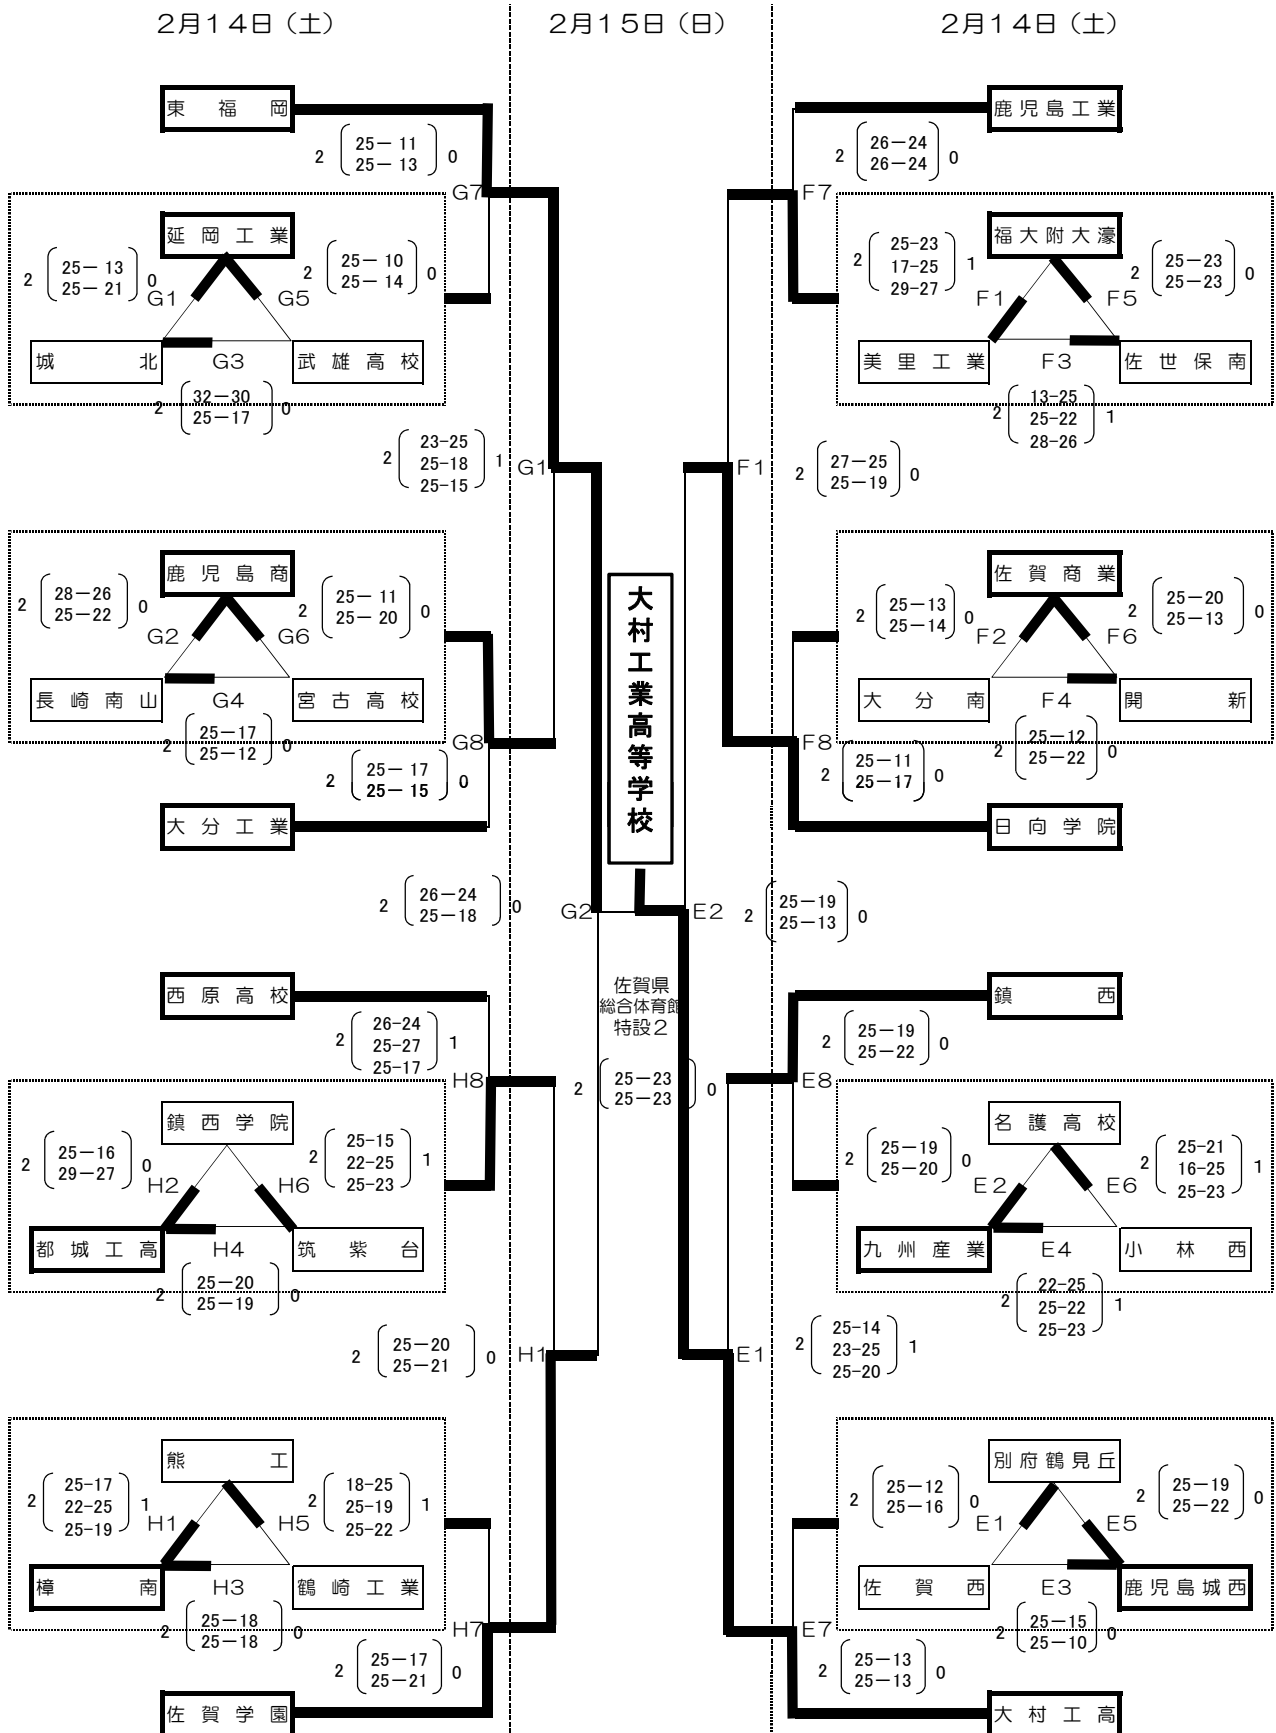 2月14日（土）
2月15日（日）
2月14日（土）
東福岡
2 25－11 0
25－13
G7
延岡工業
2 25－13 0
25－21
G1
2 25－10 0
25－14
G5
城北
G3
武雄高校
2 32－30 0
25－17
2 23-25 1
25-18
25-15
G1
鹿児島商
2 28－26 0
25－22
G2
2 25－11 0
25－20
G6
長崎南山
G4
宮古高校
2 25－17 0
25－12
G8
2 25－17 0
25－15
大分工業
2 26－24 0
25－18
G2
西原高校
2 26-24 1
25-27
25-17
H8
鎮西学院
2 25－16 0
29－27
H2
2 25-15 1
22-25
25-23
H6
都城工高
H4
筑紫台
2 25－20 0
25－19
2 25－20 0
25－21
H1
熊工
2 25-17 1
22-25
25-19
H1
2 18-25 1
25-19
25-22
H5
樟南
H3
鶴崎工業
2 25－18 0
25－18
H7
2 25－17 0
25－21
佐賀学園
大村工業高等学校
佐賀県
総合体育館
特設2
2 25－23 0
25－23
鹿児島工業
2 26－24 0
26－24
F7
福大附大濠
2 25-23 1
17-25
29-27
F1
2 25－23 0
25－23
F5
美里工業
F3
佐世保南
2 13-25 1
25-22
28-26
F1
2 27－25 0
25－19
佐賀商業
2 25－13 0
25－14
F2
2 25－20 0
25－13
F6
大分南
F4
開新
2 25－12 0
25－22
F8
2 25－11 0
25－17
日向学院
E2
2 25－19 0
25－13
鎮西
2 25－19 0
25－22
E8
名護高校
2 25－19 0
25－20
E2
2 25-21 1
16-25
25-23
E6
九州産業
E4
小林西
2 22-25 1
25-22
25-23
E1
2 25-14 1
23-25
25-20
別府鶴見丘
2 25－12 0
25－16
E1
2 25－19 0
25－22
E5
佐賀西
E3
鹿児島城西
2 25－15 0
25－10
E7
2 25－13 0
25－13
大村工高